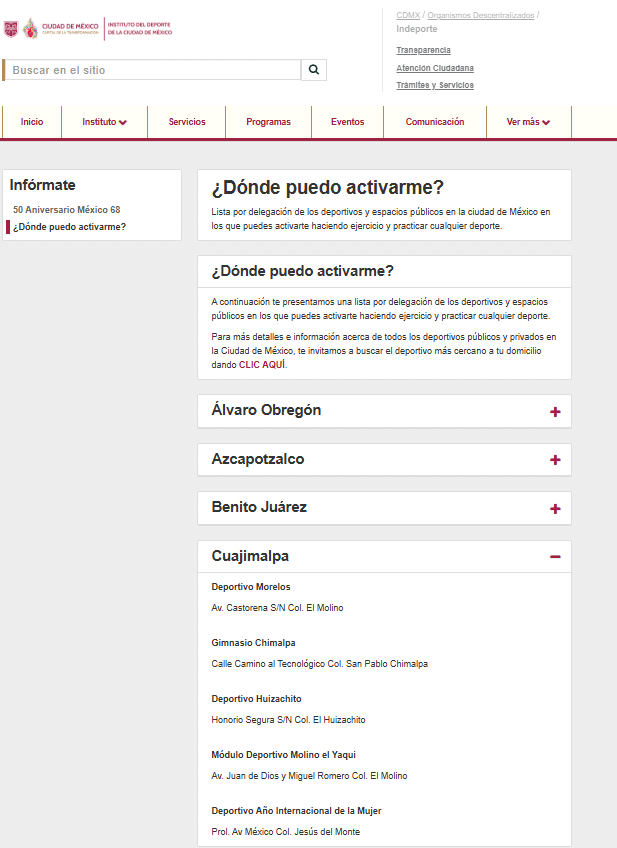 CIUDAD DE MÉXICO
CAPITAL DE LA TRANSFORMACIÓN
INSTITUTO DEL DEPORTE
DE LA CIUDAD DE MÉXICO
CDMX / Organismos Descentralizados /
Indeporte
Transparencia
Atención Ciudadana
Trámites y Servicios
Buscar en el sitio
Inicio Instituto Servicios Programas Eventos Comunicación Ver más
Infórmate
50 Aniversario México 68
¿Dónde puedo activarme?
¿Dónde puedo activarme?
Lista por delegación de los deportivos y espacios públicos en la ciudad de México en
los que puedes activarte haciendo ejercicio y practicar cualquier deporte.
¿Dónde puedo activarme?
A continuación te presentamos una lista por delegación de los deportivos y espacios
públicos en los que puedes activarte haciendo ejercicio y practicar cualquier deporte.
Para más detalles e información acerca de todos los deportivos públicos y privados en
la Ciudad de México, te invitamos a buscar el deportivo más cercano a tu domicilio
dando CLIC AQUÍ.
Álvaro Obregón
Azcapotzalco
Benito Juárez
Cuajimalpa
Deportivo Morelos
Av. Castorena S/N Col. El Molino
Gimnasio Chimalpa
Calle Camino al Tecnológico Col. San Pablo Chimalpa
Deportivo Huizachito
Honorio Segura S/N Col. El Huizachito
Módulo Deportivo Molino el Yaqui
Av. Juan de Dios y Miguel Romero Col. El Molino
Deportivo Año Internacional de la Mujer
Prol. Av México Col. Jesús del Monte